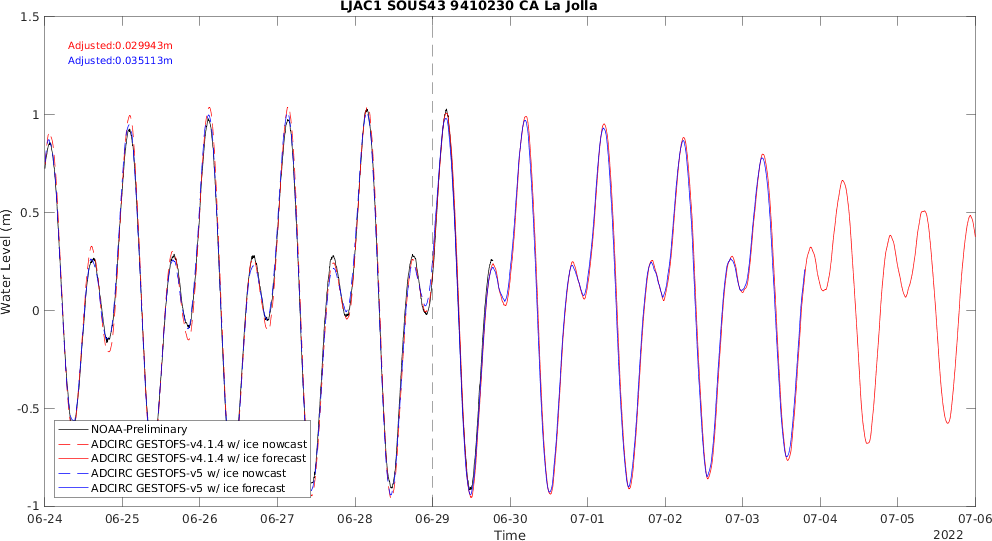 LJAC1 SOUS43 9410230 CA La Jolla
1.5
Adjusted:0.029943m
Adjusted:0.035113m
1
0.5
Water Level (m)
0
-0.5
NOAA-Preliminary
ADCIRC GESTOFS-v4.1.4 w/ ice nowcast
ADCIRC GESTOFS-v4.1.4 w/ ice forecast
ADCIRC GESTOFS-v5 w/ ice nowcast
ADCIRC GESTOFS-v5 w/ ice forecast
-1
06-24 06-25 06-26 06-27 06-28 06-29 06-30 07-01 07-02 07-03 07-04 07-05 07-06
Time
2022